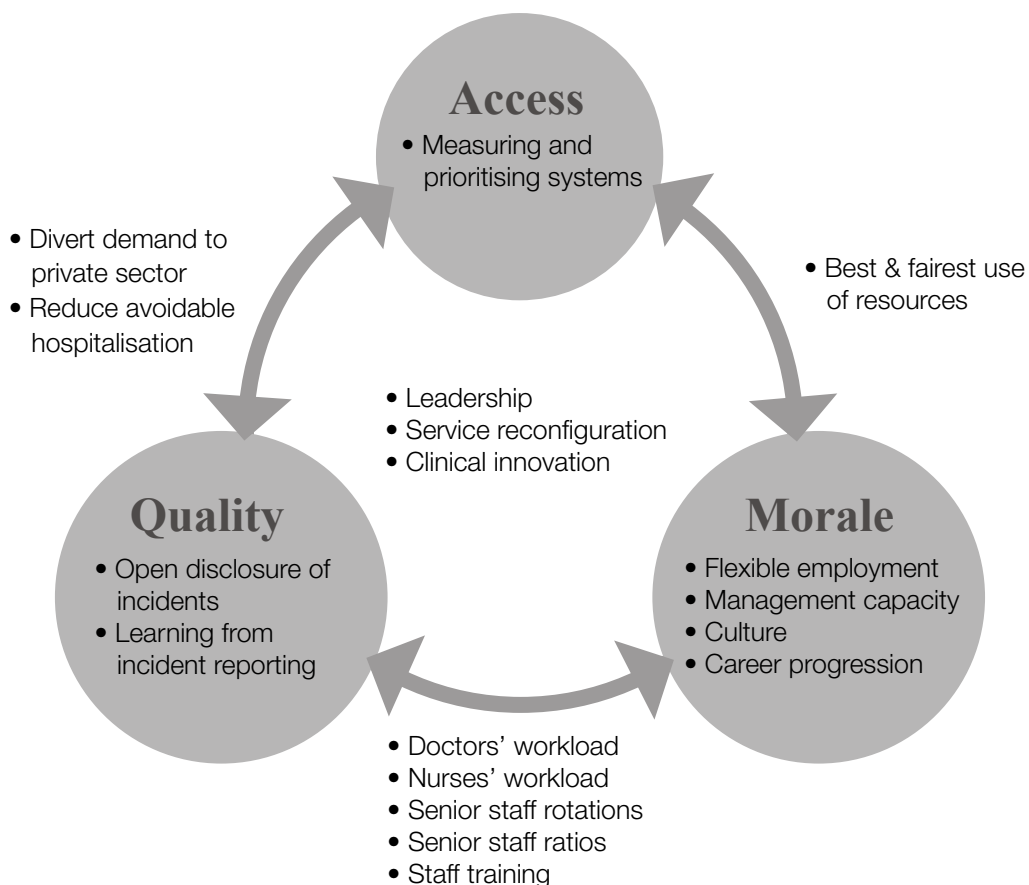 Access
• Measuring and
prioritising systems
• Divert demand to
private sector
• Reduce avoidable
hospitalisation
• Best & fairest use
of resources
• Leadership
• Service reconfiguration
• Clinical innovation
Quality
• Open disclosure of
incidents
• Learning from
incident reporting
Morale
• Flexible employment
• Management capacity
• Culture
• Career progression
• Doctors’ workload
• Nurses’ workload
• Senior staff rotations
• Senior staff ratios
• Staff training